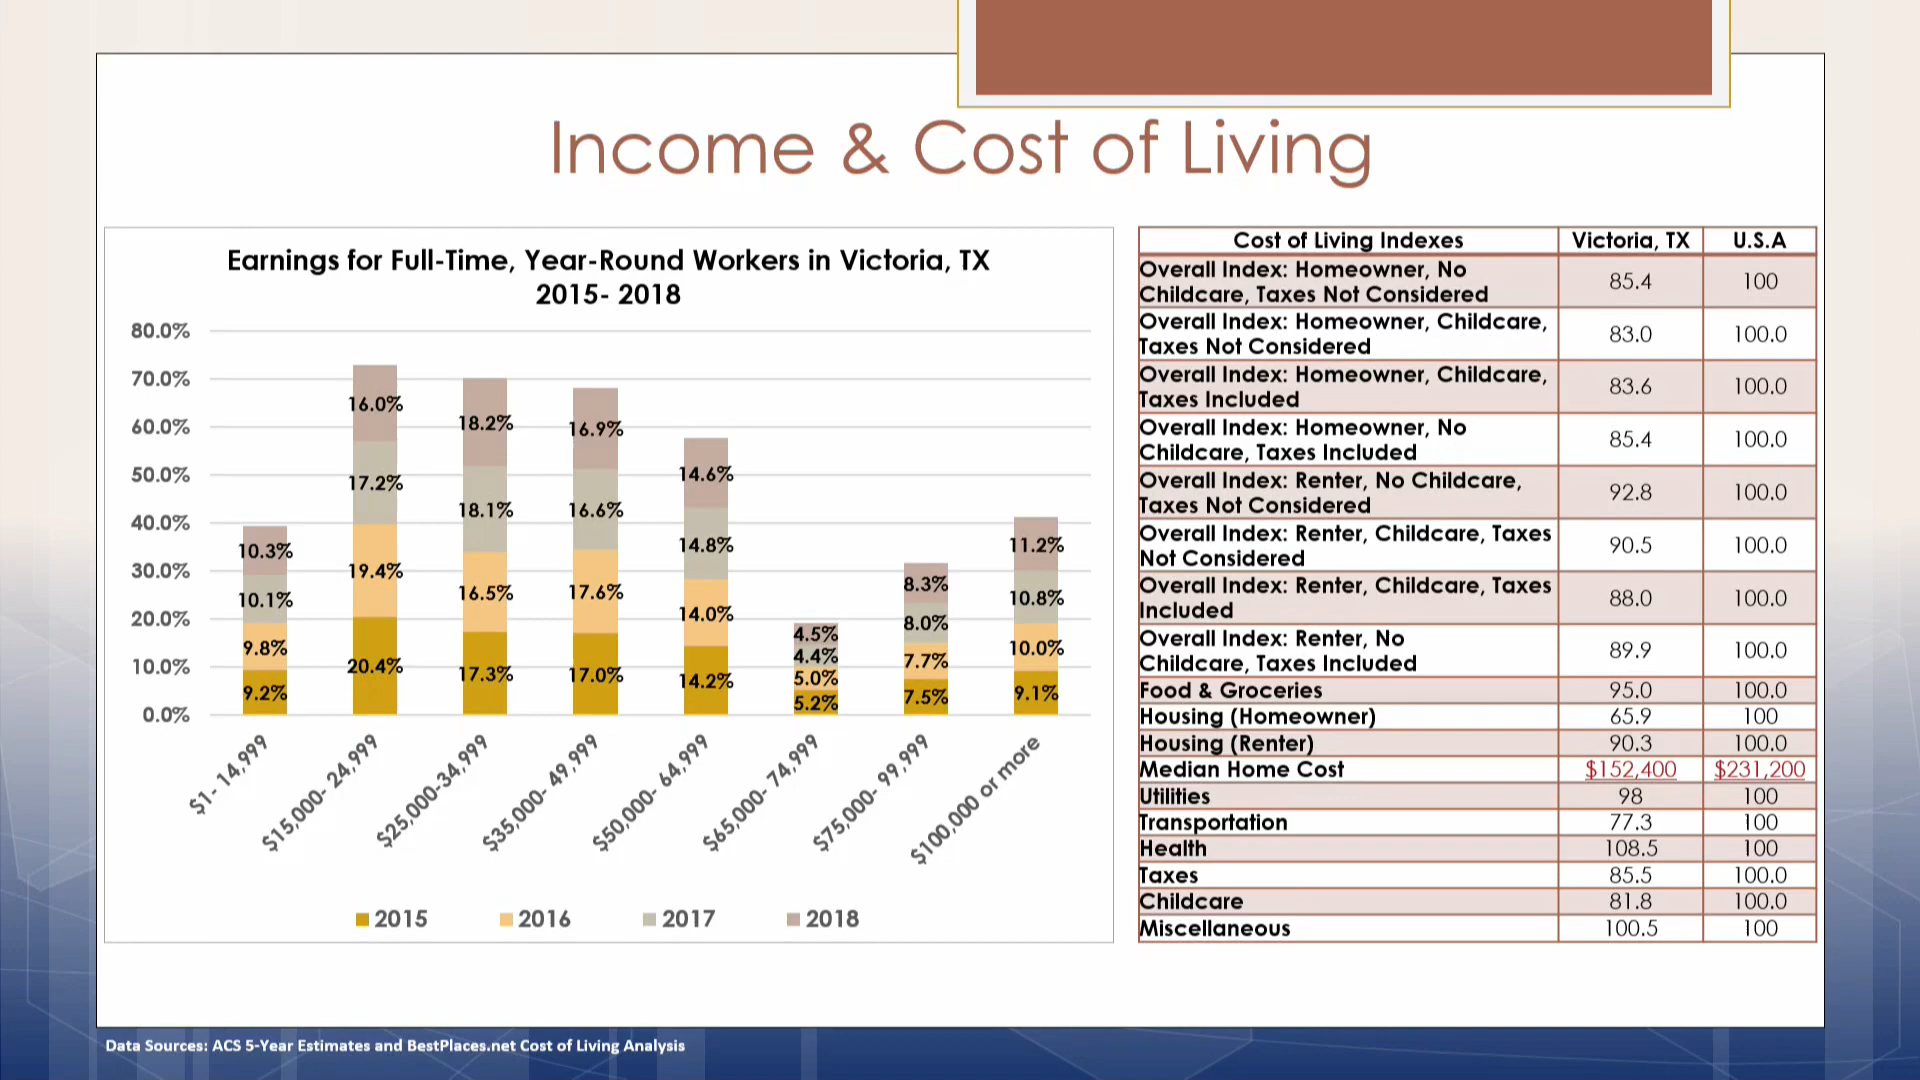 Income & Cost of Living
Earnings for Full-Time, Year-Round Workers in Victoria, TX
2015- 2018
80.0%
70.0%
60.0%
50.0%
40.0%
30.0%
20.0%
10.0%
0.0%
10.3%
10.1%
9.8%
9.2%
16.0%
17.2%
19.4%
20.4%
18.2%
18.1%
16.5%
17.3%
16.9%
16.6%
17.6%
17.0%
14.6%
14.8%
14.0%
14.2%
4.5%
4.4%
5.0%
5.2%
8.3%
8.0%
7.7%
7.5%
11.2%
10.8%
10.0%
9.1%
$1- 14,999
$15,000- 24,999
$25,000-34,999
$35,000- 49,999
$50,000- 64,999
$65,000- 74,999
$75,000- 99,999
$100,000 or more
2015 2016 2017 2018
Cost of Living Indexes Victoria, TX U.S.A
Overall Index: Homeowner, No
Childcare, Taxes Not Considered 85.4 100
Overall Index: Homeowner, Childcare,
Taxes Not Considered 83.0 100.0
Overall Index: Homeowner, Childcare,
Taxes Included 83.6 100.0
Overall Index: Homeowner, No
Childcare, Taxes Included 85.4 100.0
Overall Index: Renter, No Childcare,
Taxes Not Considered 92.8 100.0
Overall Index: Renter, Childcare, Taxes
Not Considered 90.5 100.0
Overall Index: Renter, Childcare, Taxes
Included 88.0 100.0
Overall Index: Renter, No
Childcare, Taxes Included 89.9 100.0
Food & Groceries 95.0 100.0
Housing (Homeowner) 65.9 100
Housing (Renter) 90.3 100.0
Median Home Cost $152,400 $231,200
Utilities 98 100
Transportation 77.3 100
Health 108.5 100
Taxes 85.5 100.0
Childcare 81.8 100.0
Miscellaneous 100.5 100
Data Sources: ACS 5-Year Estimates and BestPlaces.net Cost of Living Analysis